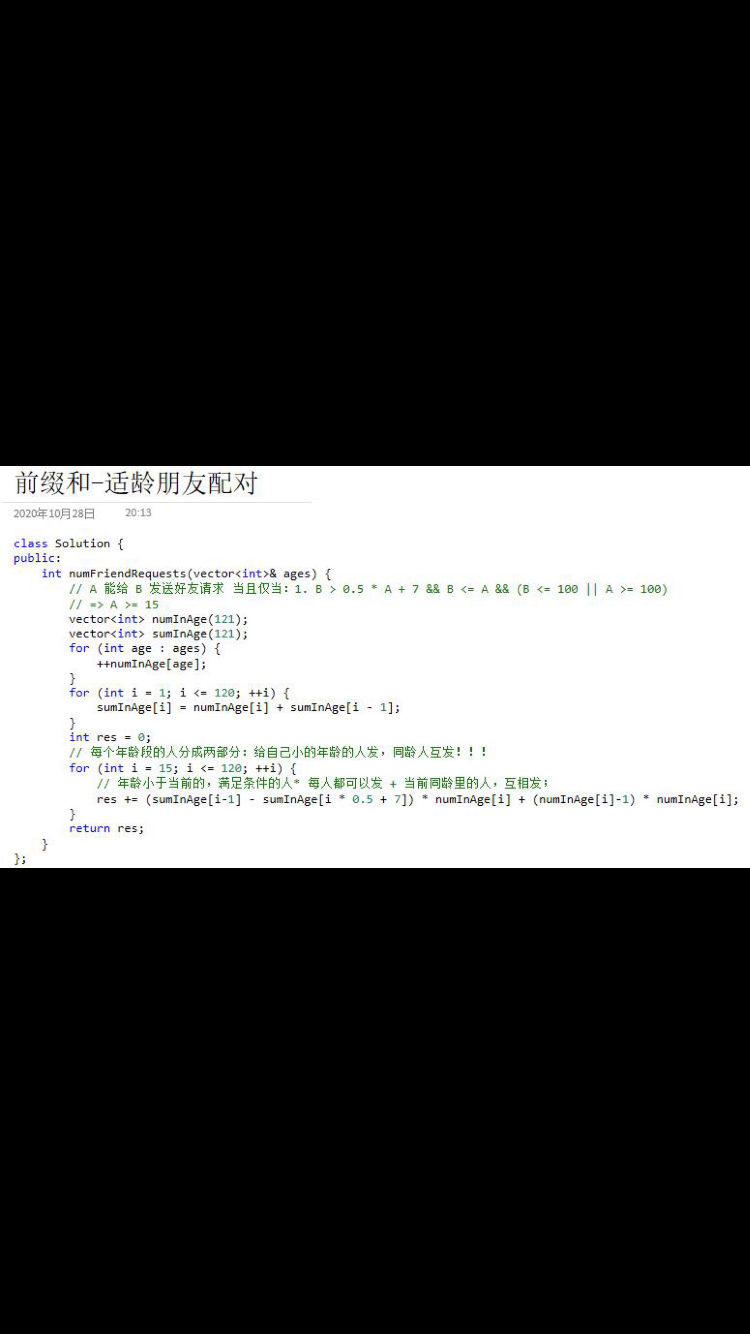 前缀和-适龄朋友配对
2020年10月28日 20:13
class Solution {
public:
    int numFriendRequests(vector<int>& ages) {
        // A 能给 B 发送好友请求 当且仅当：1. B > 0.5 * A + 7 && B <= A && (B <= 100 || A >= 100)
        // => A >= 15
        vector<int> numInAge(121);
        vector<int> sumInAge(121);
        for (int age : ages) {
            ++numInAge[age];
        }
        for (int i = 1; i <= 120; ++i) {
            sumInAge[i] = numInAge[i] + sumInAge[i - 1];
        }
        int res = 0;
        // 每个年龄段的人分成两部分：给自己小的年龄的人发，同龄人互发！！！
        for (int i = 15; i <= 120; ++i) {
            // 年龄小于当前的，满足条件的人* 每人都可以发 + 当前同龄里的人，互相发；
            res += (sumInAge[i-1] - sumInAge[i * 0.5 + 7]) * numInAge[i] + (numInAge[i]-1) * numInAge[i];
        }
        return res;
    }
};